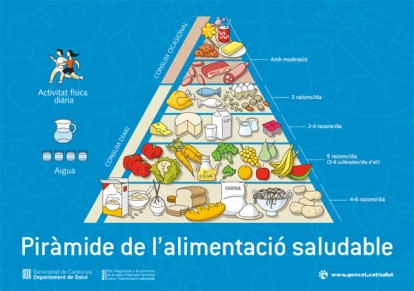 CONSUM OCASIONAL
Amb moderació
Activitat física
diària
2 racions/dia
CONSUM DIARI
2-4 racions/dia
5 racions/dia
(3-6 cullerades/dia d'oli)
Aigua
FARINA
4-6 racions/dia
Piràmide de l'alimentació saludable
Generalitat de Catalunya
Departament de Salut
www.gencat.cat/salut